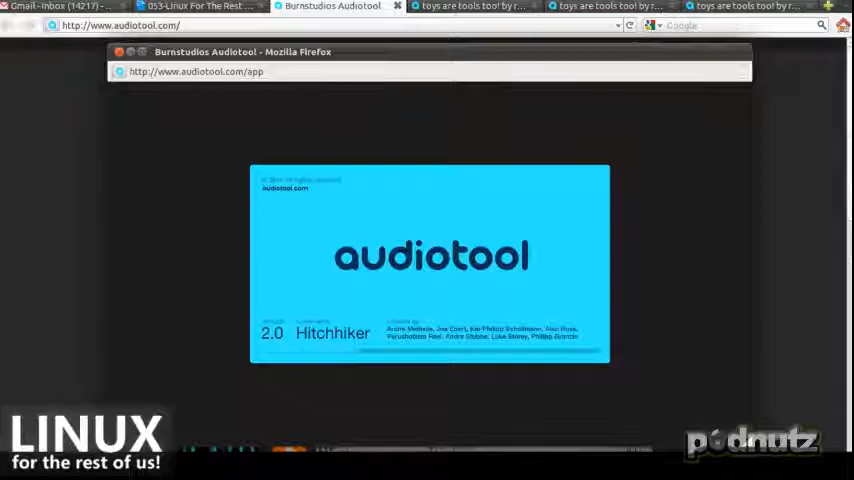 Gmail - Inbox (14217) - ...
053-Linux For The Rest ...
Burnstudios Audiotool
toys are tools too! by r...
toys are tools too! by r...
toys are tools too! by r...
http://www.audiotool.com/
Google
Burnstudios Audiotool - Mozilla Firefox
http://www.audiotool.com/app
audiotool.com
audiotool
2.0 Hitchhiker
LINUX
for the rest of us!
podnutz